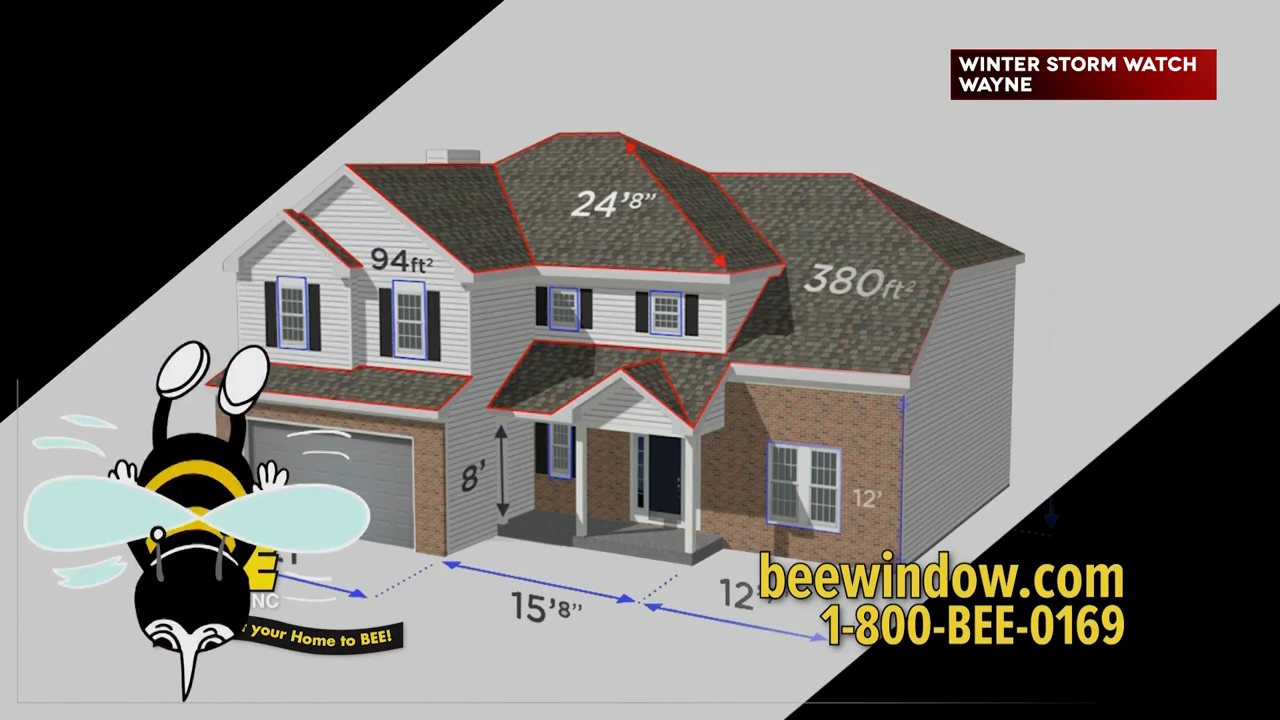 WINTER STORM WATCH
WAYNE
24'8"
94ft²
380ft²
8'
12'
beewindow.com
15'8"
12'
1-800-BEE-0169
E
NC
your Home to BEE!